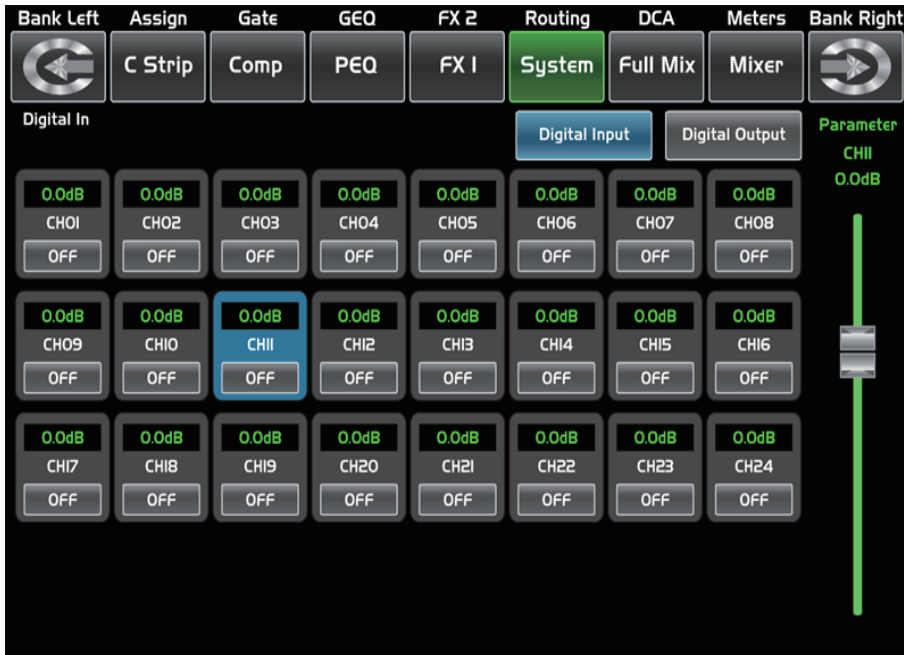 Bank Left Assign Gate GEQ FX 2 Routing DCA Meters Bank Right
C Strip Comp PEQ FX 1 System Full Mix Mixer
Digital In
Digital Input Digital Output
Parameter
CH11
0.0dB
0.0dB 0.0dB 0.0dB 0.0dB 0.0dB 0.0dB 0.0dB 0.0dB
CH01 CH02 CH03 CH04 CH05 CH06 CH07 CH08
OFF OFF OFF OFF OFF OFF OFF OFF
0.0dB 0.0dB 0.0dB 0.0dB 0.0dB 0.0dB 0.0dB 0.0dB
CH09 CH10 CH11 CH12 CH13 CH14 CH15 CH16
OFF OFF OFF OFF OFF OFF OFF OFF
0.0dB 0.0dB 0.0dB 0.0dB 0.0dB 0.0dB 0.0dB 0.0dB
CH17 CH18 CH19 CH20 CH21 CH22 CH23 CH24
OFF OFF OFF OFF OFF OFF OFF OFF